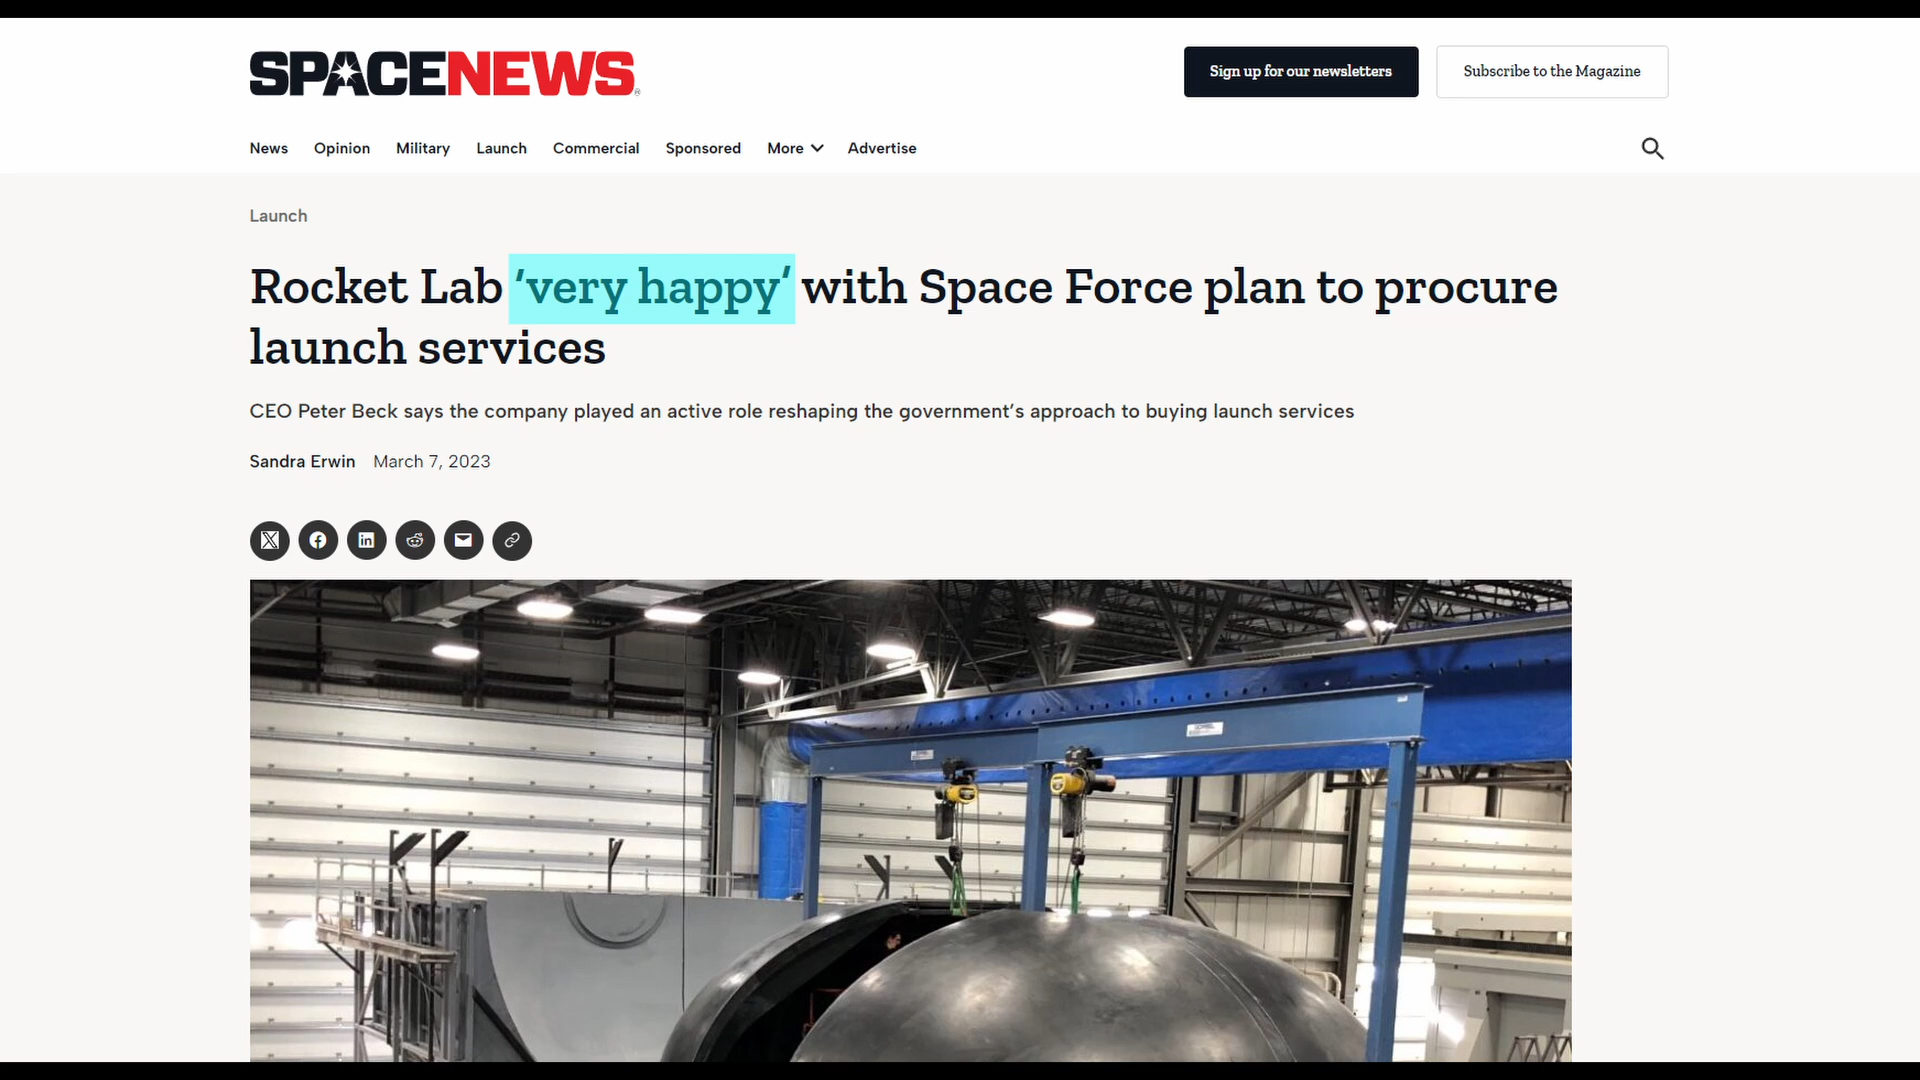 SPACENEWS
Sign up for our newsletters
Subscribe to the Magazine
News Opinion Military Launch Commercial Sponsored More Advertise
Launch
Rocket Lab ‘very happy’ with Space Force plan to procure
launch services
CEO Peter Beck says the company played an active role reshaping the government’s approach to buying launch services
Sandra Erwin March 7, 2023